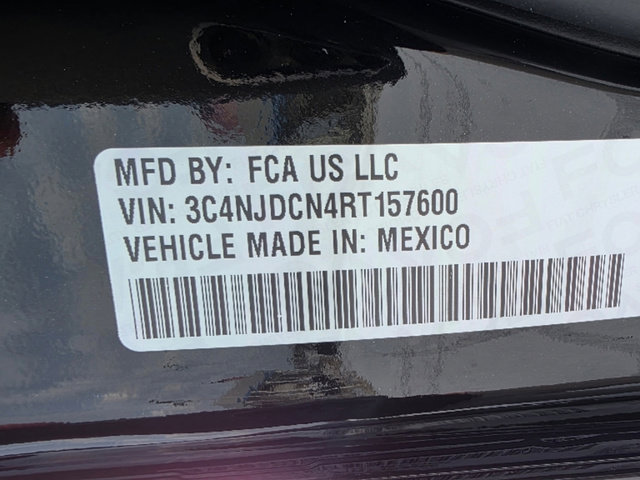 MFD BY: FCA US LLC
VIN: 3C4NJDCN4RT157600
VEHICLE MADE IN: MEXICO